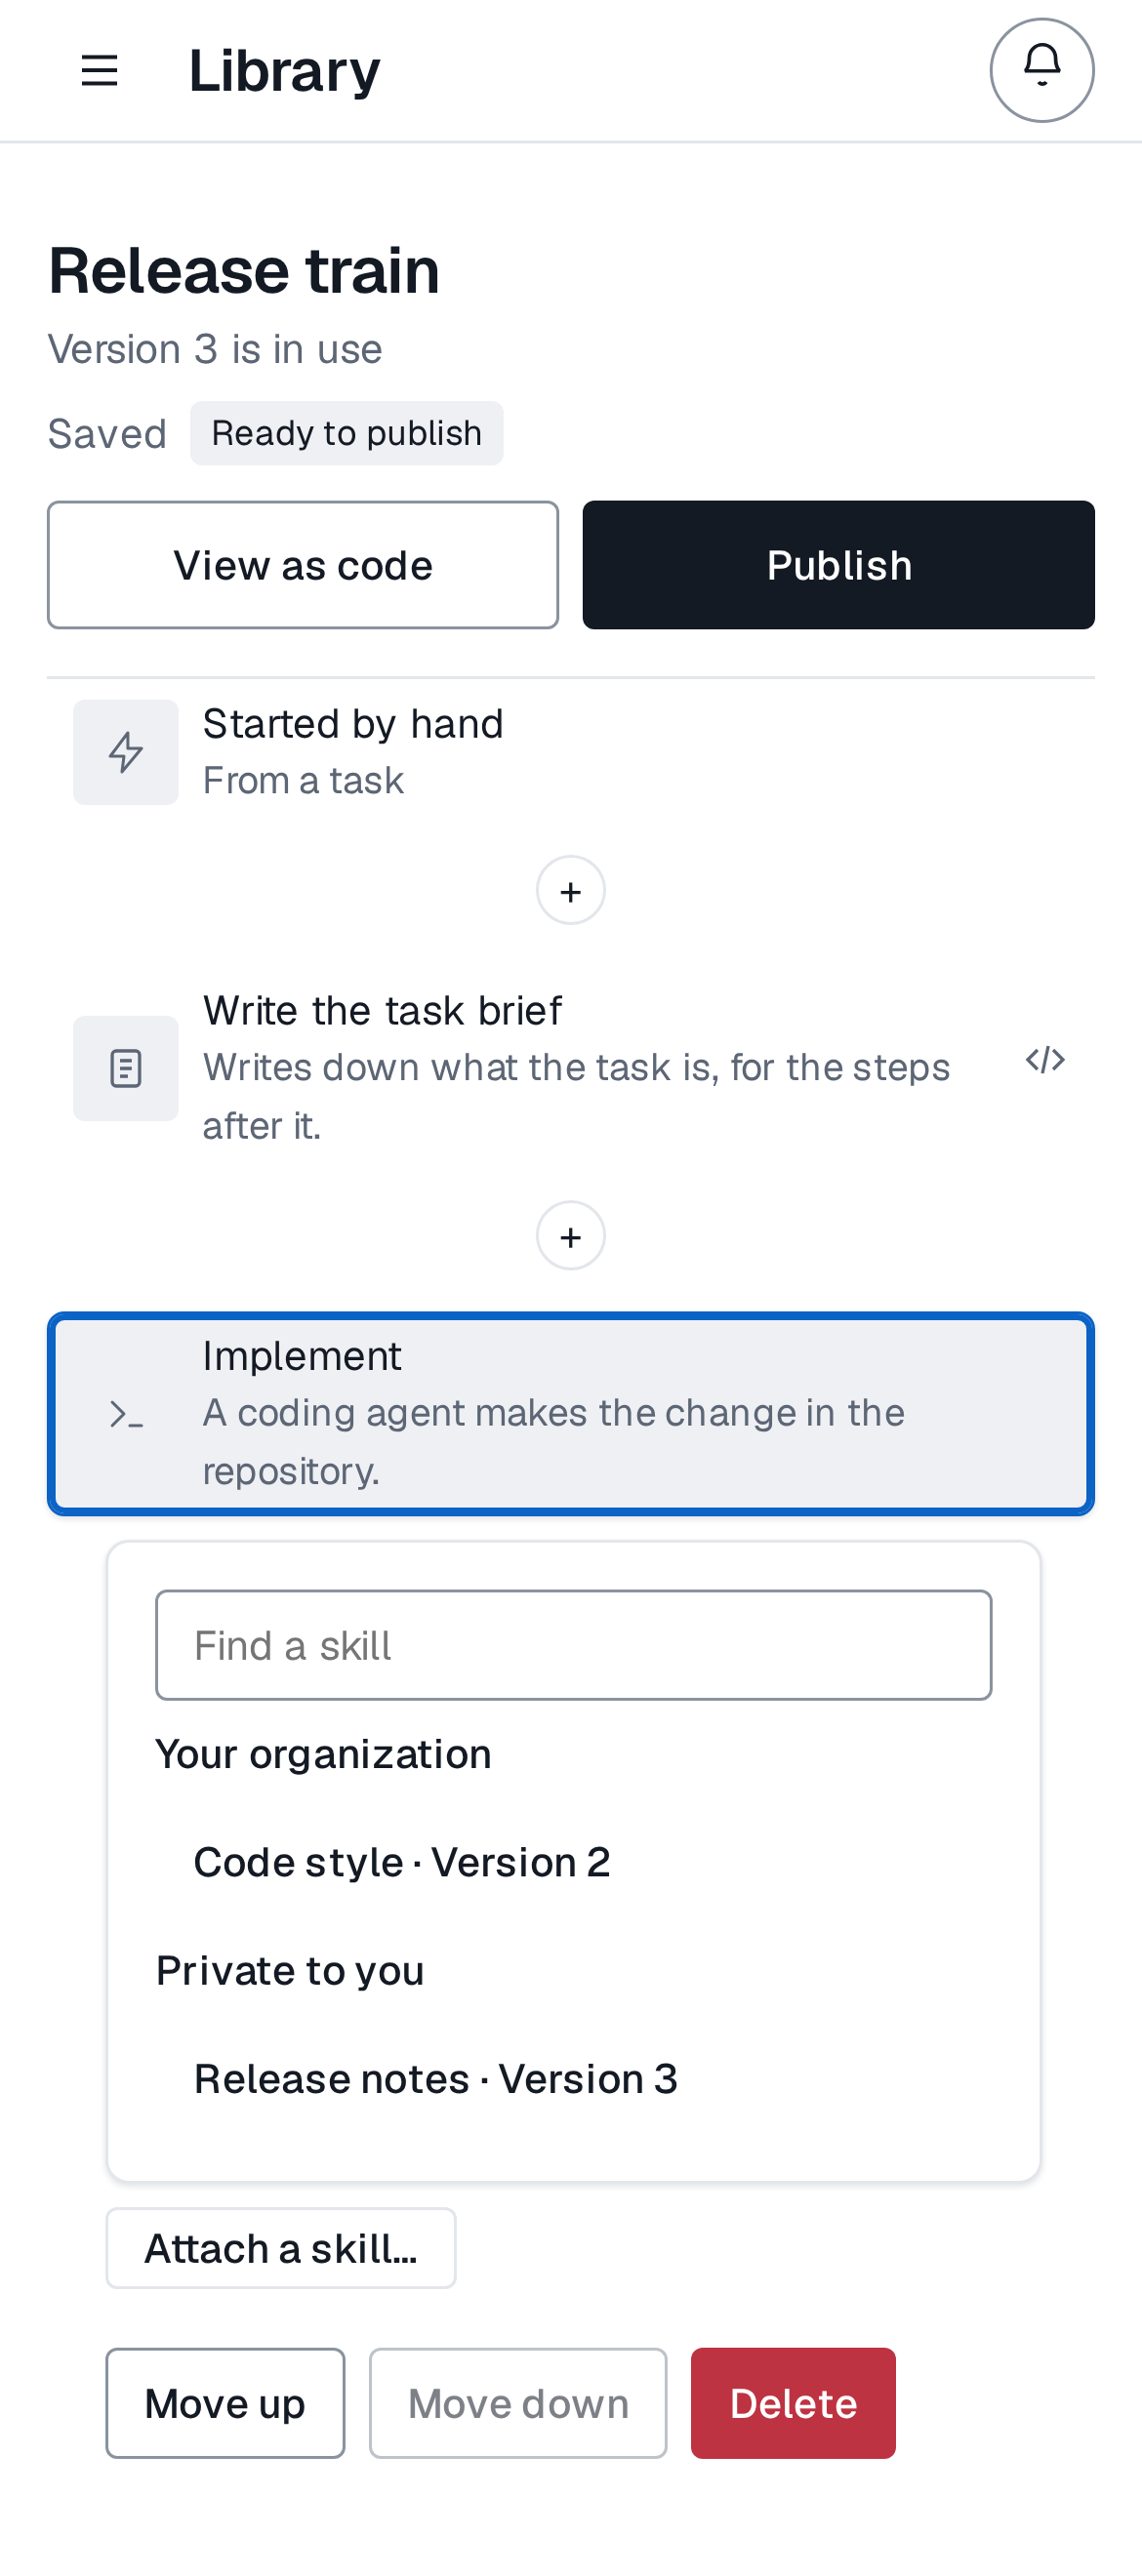 Library
Release train
Version 3 is in use
Saved
Ready to publish
View as code
Publish
Started by hand
From a task
+
Write the task brief
Writes down what the task is, for the steps
after it.
+
Implement
A coding agent makes the change in the
repository.
Find a skill
Your organization
Code style · Version 2
Private to you
Release notes · Version 3
Attach a skill...
Move up
Move down
Delete